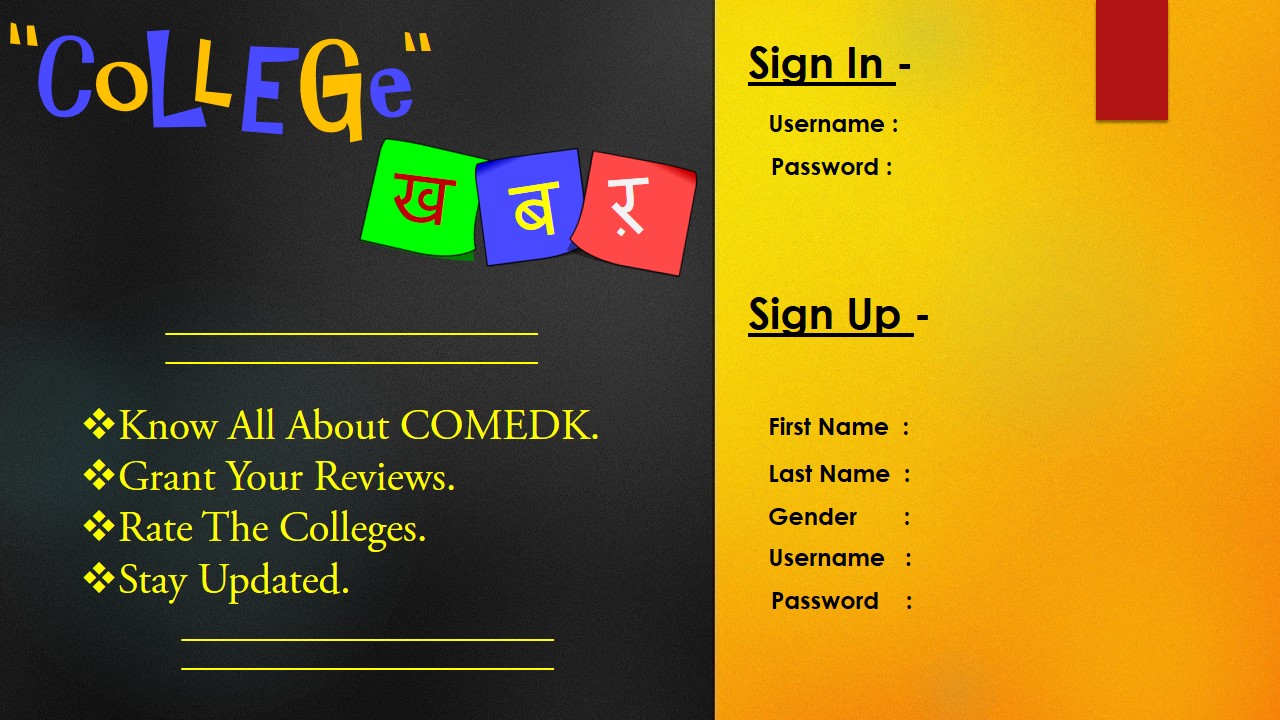 "CoLLEGe"
ख ब ऱ
❖Know All About COMEDK.
❖Grant Your Reviews.
❖Rate The Colleges.
❖Stay Updated.
Sign In -
Username :
Password :
Sign Up -
First Name :
Last Name :
Gender :
Username :
Password :